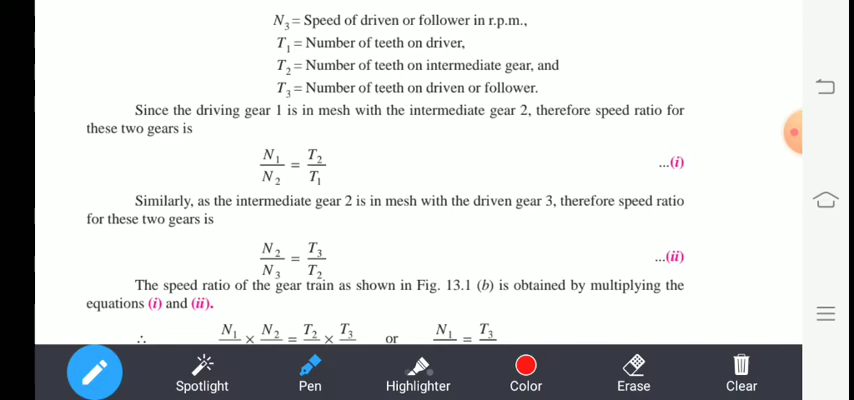 N3 = Speed of driven or follower in r.p.m.,
T1 = Number of teeth on driver,
T2 = Number of teeth on intermediate gear, and
T3 = Number of teeth on driven or follower.
Since the driving gear 1 is in mesh with the intermediate gear 2, therefore speed ratio for
these two gears is
N1/N2 = T2/T1 ...(i)
Similarly, as the intermediate gear 2 is in mesh with the driven gear 3, therefore speed ratio
for these two gears is
N2/N3 = T3/T2 ...(ii)
The speed ratio of the gear train as shown in Fig. 13.1 (b) is obtained by multiplying the
equations (i) and (ii).
∴ N1 × N2 = T2 × T3 or N1 = T3
Spotlight Pen Highlighter Color Erase Clear